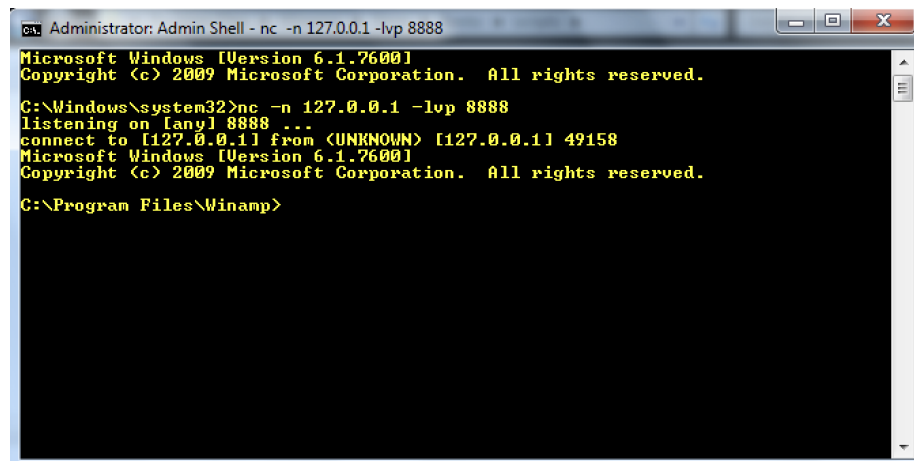 Administrator: Admin Shell - nc  -n 127.0.0.1 -lvp 8888
Microsoft Windows [Version 6.1.7600]
Copyright (c) 2009 Microsoft Corporation.  All rights reserved.
C:\Windows\system32>nc -n 127.0.0.1 -lvp 8888
listening on [any] 8888 ...
connect to [127.0.0.1] from (UNKNOWN) [127.0.0.1] 49158
Microsoft Windows [Version 6.1.7600]
Copyright (c) 2009 Microsoft Corporation.  All rights reserved.
C:\Program Files\Winamp>